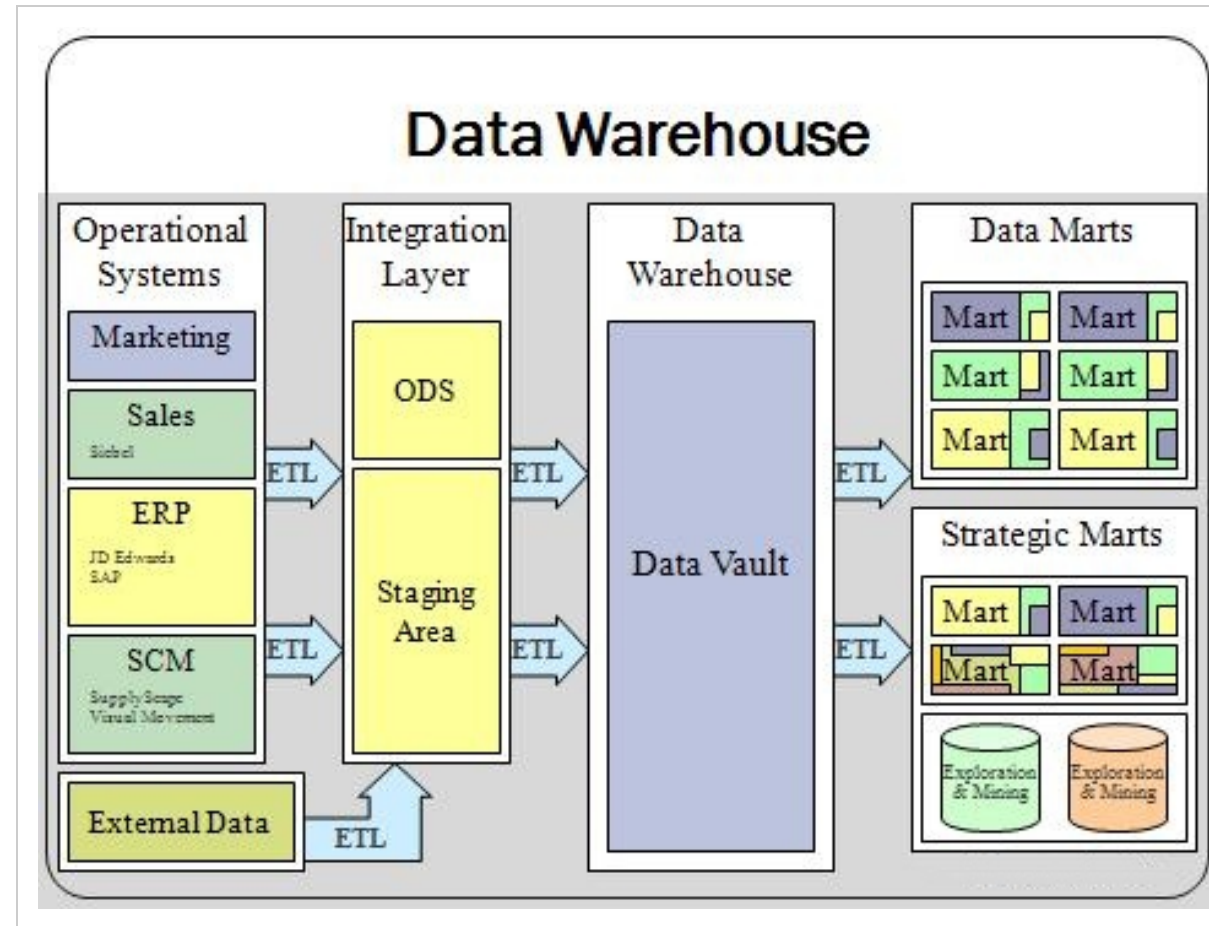 Data Warehouse
Operational
Systems
Marketing
Sales
Siebel
ERP
JD Edwards
SAP
SCM
SupplyScape
Virtual Movement
External Data
ETL
ETL
ETL
Integration
Layer
ODS
Staging
Area
ETL
ETL
Data
Warehouse
Data Vault
ETL
ETL
Data Marts
Mart Mart
Mart Mart
Mart Mart
Strategic Marts
Mart Mart
Mart Mart
Exploration
& Mining
Exploration
& Mining